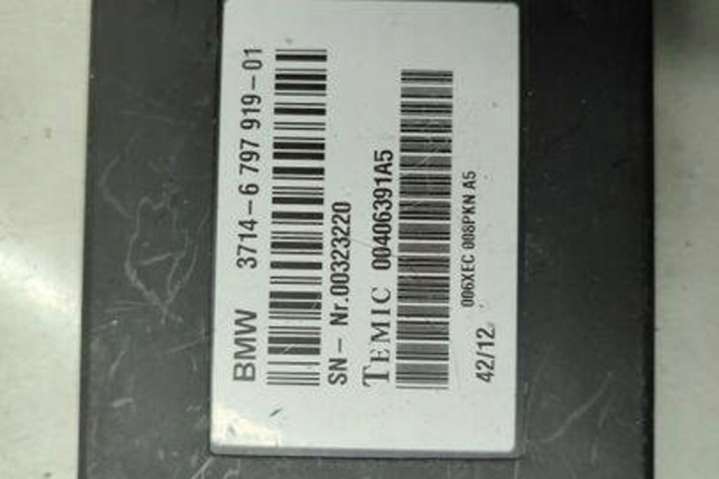 BMW 3714-6 797 919-01
SN- Nr.00323220
TEMIC 00406391A5
006XEC 008PKN A5
42/12